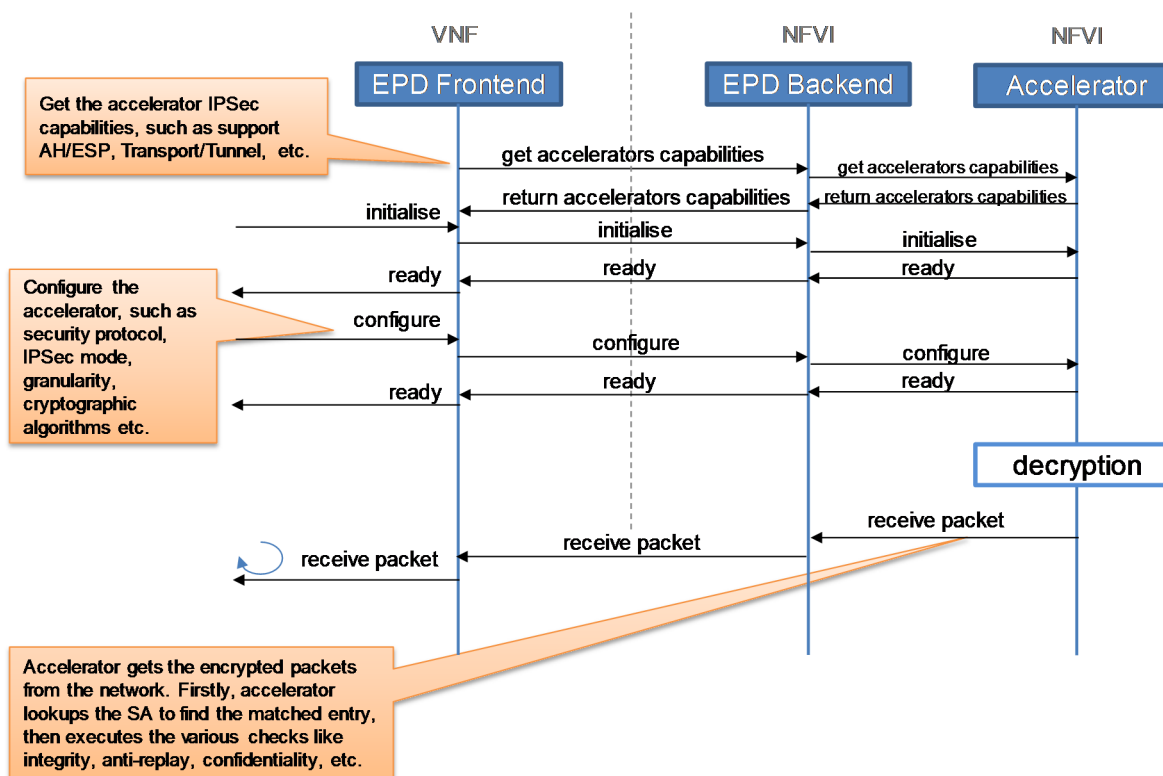 VNF
NFVI
NFVI
EPD Frontend
EPD Backend
Accelerator
Get the accelerator IPSec
capabilities, such as support
AH/ESP, Transport/Tunnel, etc.
get accelerators capabilities
get accelerators capabilities
return accelerators capabilities
return accelerators capabilities
initialise
initialise
initialise
ready
ready
ready
Configure the
accelerator, such as
security protocol,
IPSec mode,
granularity,
cryptographic
algorithms etc.
configure
configure
configure
ready
ready
ready
decryption
receive packet
receive packet
receive packet
Accelerator gets the encrypted packets
from the network. Firstly, accelerator
lookups the SA to find the matched entry,
then executes the various checks like
integrity, anti-replay, confidentiality, etc.